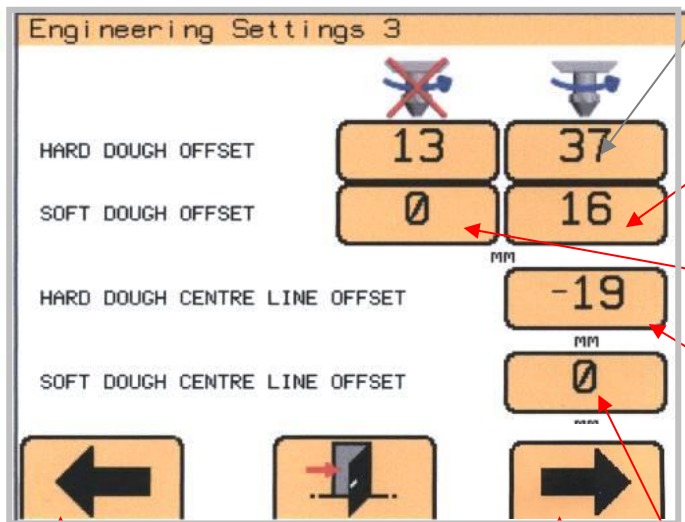 Engineering Settings 3
HARD DOUGH OFFSET 13 37
SOFT DOUGH OFFSET 0 16
MM
HARD DOUGH CENTRE LINE OFFSET -19
MM
SOFT DOUGH CENTRE LINE OFFSET 0